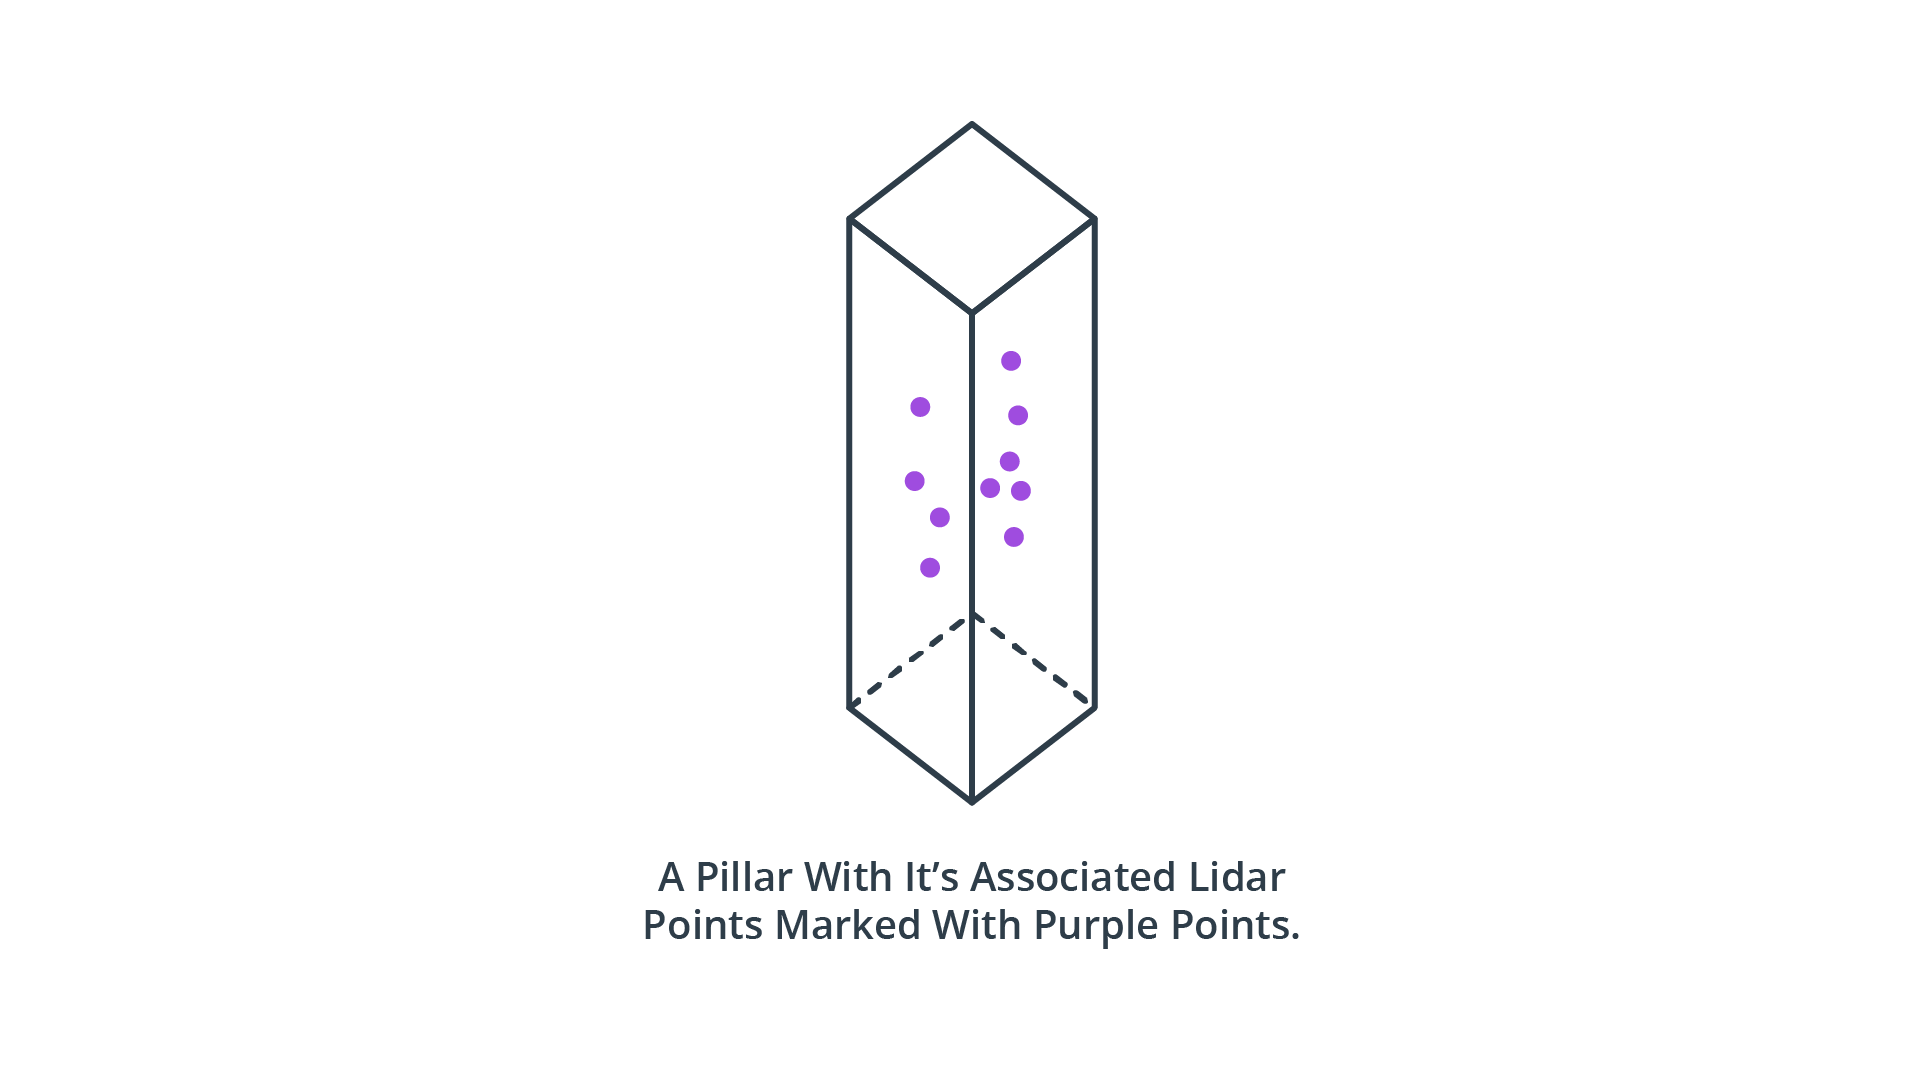 A Pillar With It’s Associated Lidar
Points Marked With Purple Points.